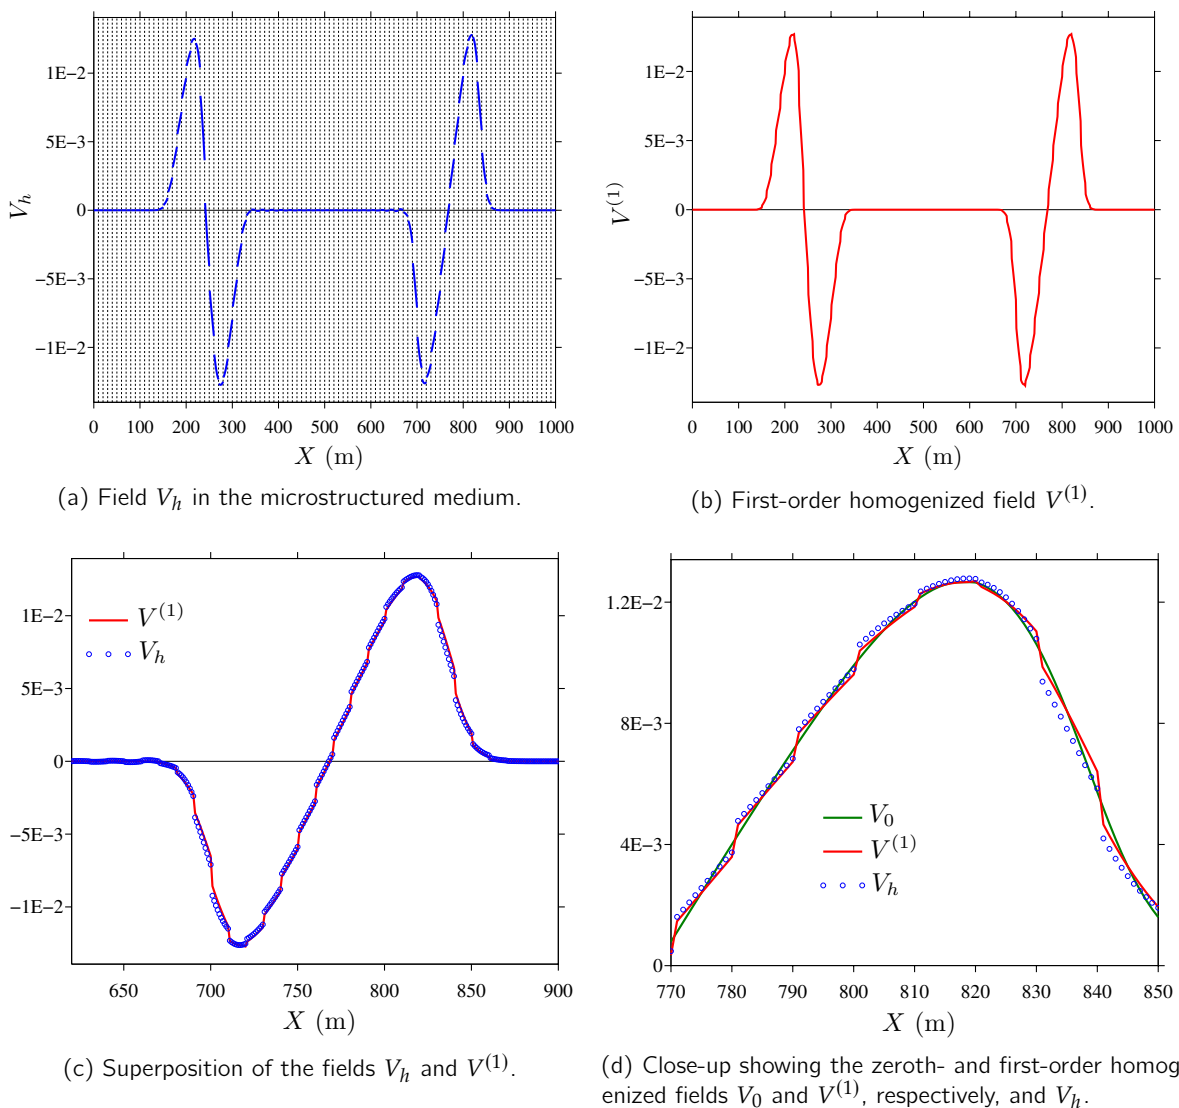 1E−2
5E−3
0
−5E−3
−1E−2
V_h
0 100 200 300 400 500 600 700 800 900 1000
X (m)
(a) Field V_h in the microstructured medium.
1E−2
5E−3
0
−5E−3
−1E−2
V^(1)
0 100 200 300 400 500 600 700 800 900 1000
X (m)
(b) First-order homogenized field V^(1).
1E−2
5E−3
0
−5E−3
−1E−2
V^(1)
V_h
650 700 750 800 850 900
X (m)
(c) Superposition of the fields V_h and V^(1).
1.2E−2
8E−3
4E−3
0
V_0
V^(1)
V_h
770 780 790 800 810 820 830 840 850
X (m)
(d) Close-up showing the zeroth- and first-order homog
enized fields V_0 and V^(1), respectively, and V_h.